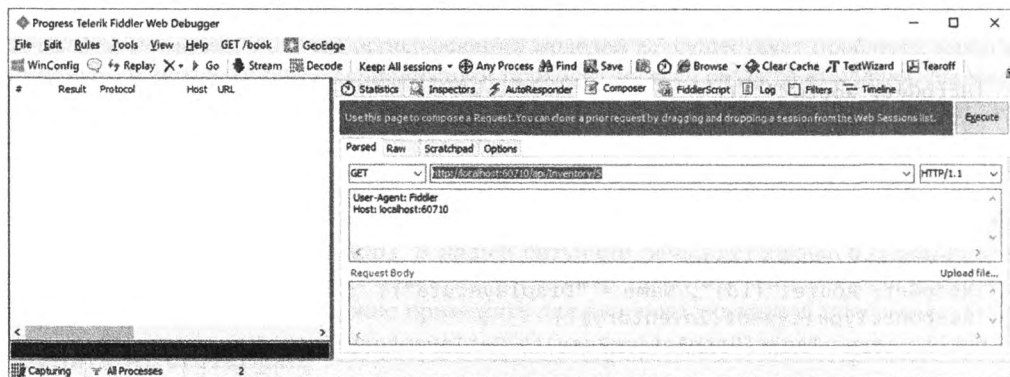 Progress Telerik Fiddler Web Debugger
File Edit Rules Tools View Help GET /book GeoEdge
WinConfig Replay X Go Stream Decode Keep: All sessions Any Process Find Save Browse Clear Cache TextWizard Tearoff
# Result Protocol Host URL
Statistics Inspectors AutoResponder Composer FiddlerScript Log Filters Timeline
Use this page to compose a Request. You can clone a prior request by dragging and dropping a session from the Web Sessions list. Execute
Parsed Raw Scratchpad Options
GET http://localhost:60710/api/Inventory/5 HTTP/1.1
User-Agent: Fiddler
Host: localhost:60710
Request Body Upload file...
Capturing All Processes 2